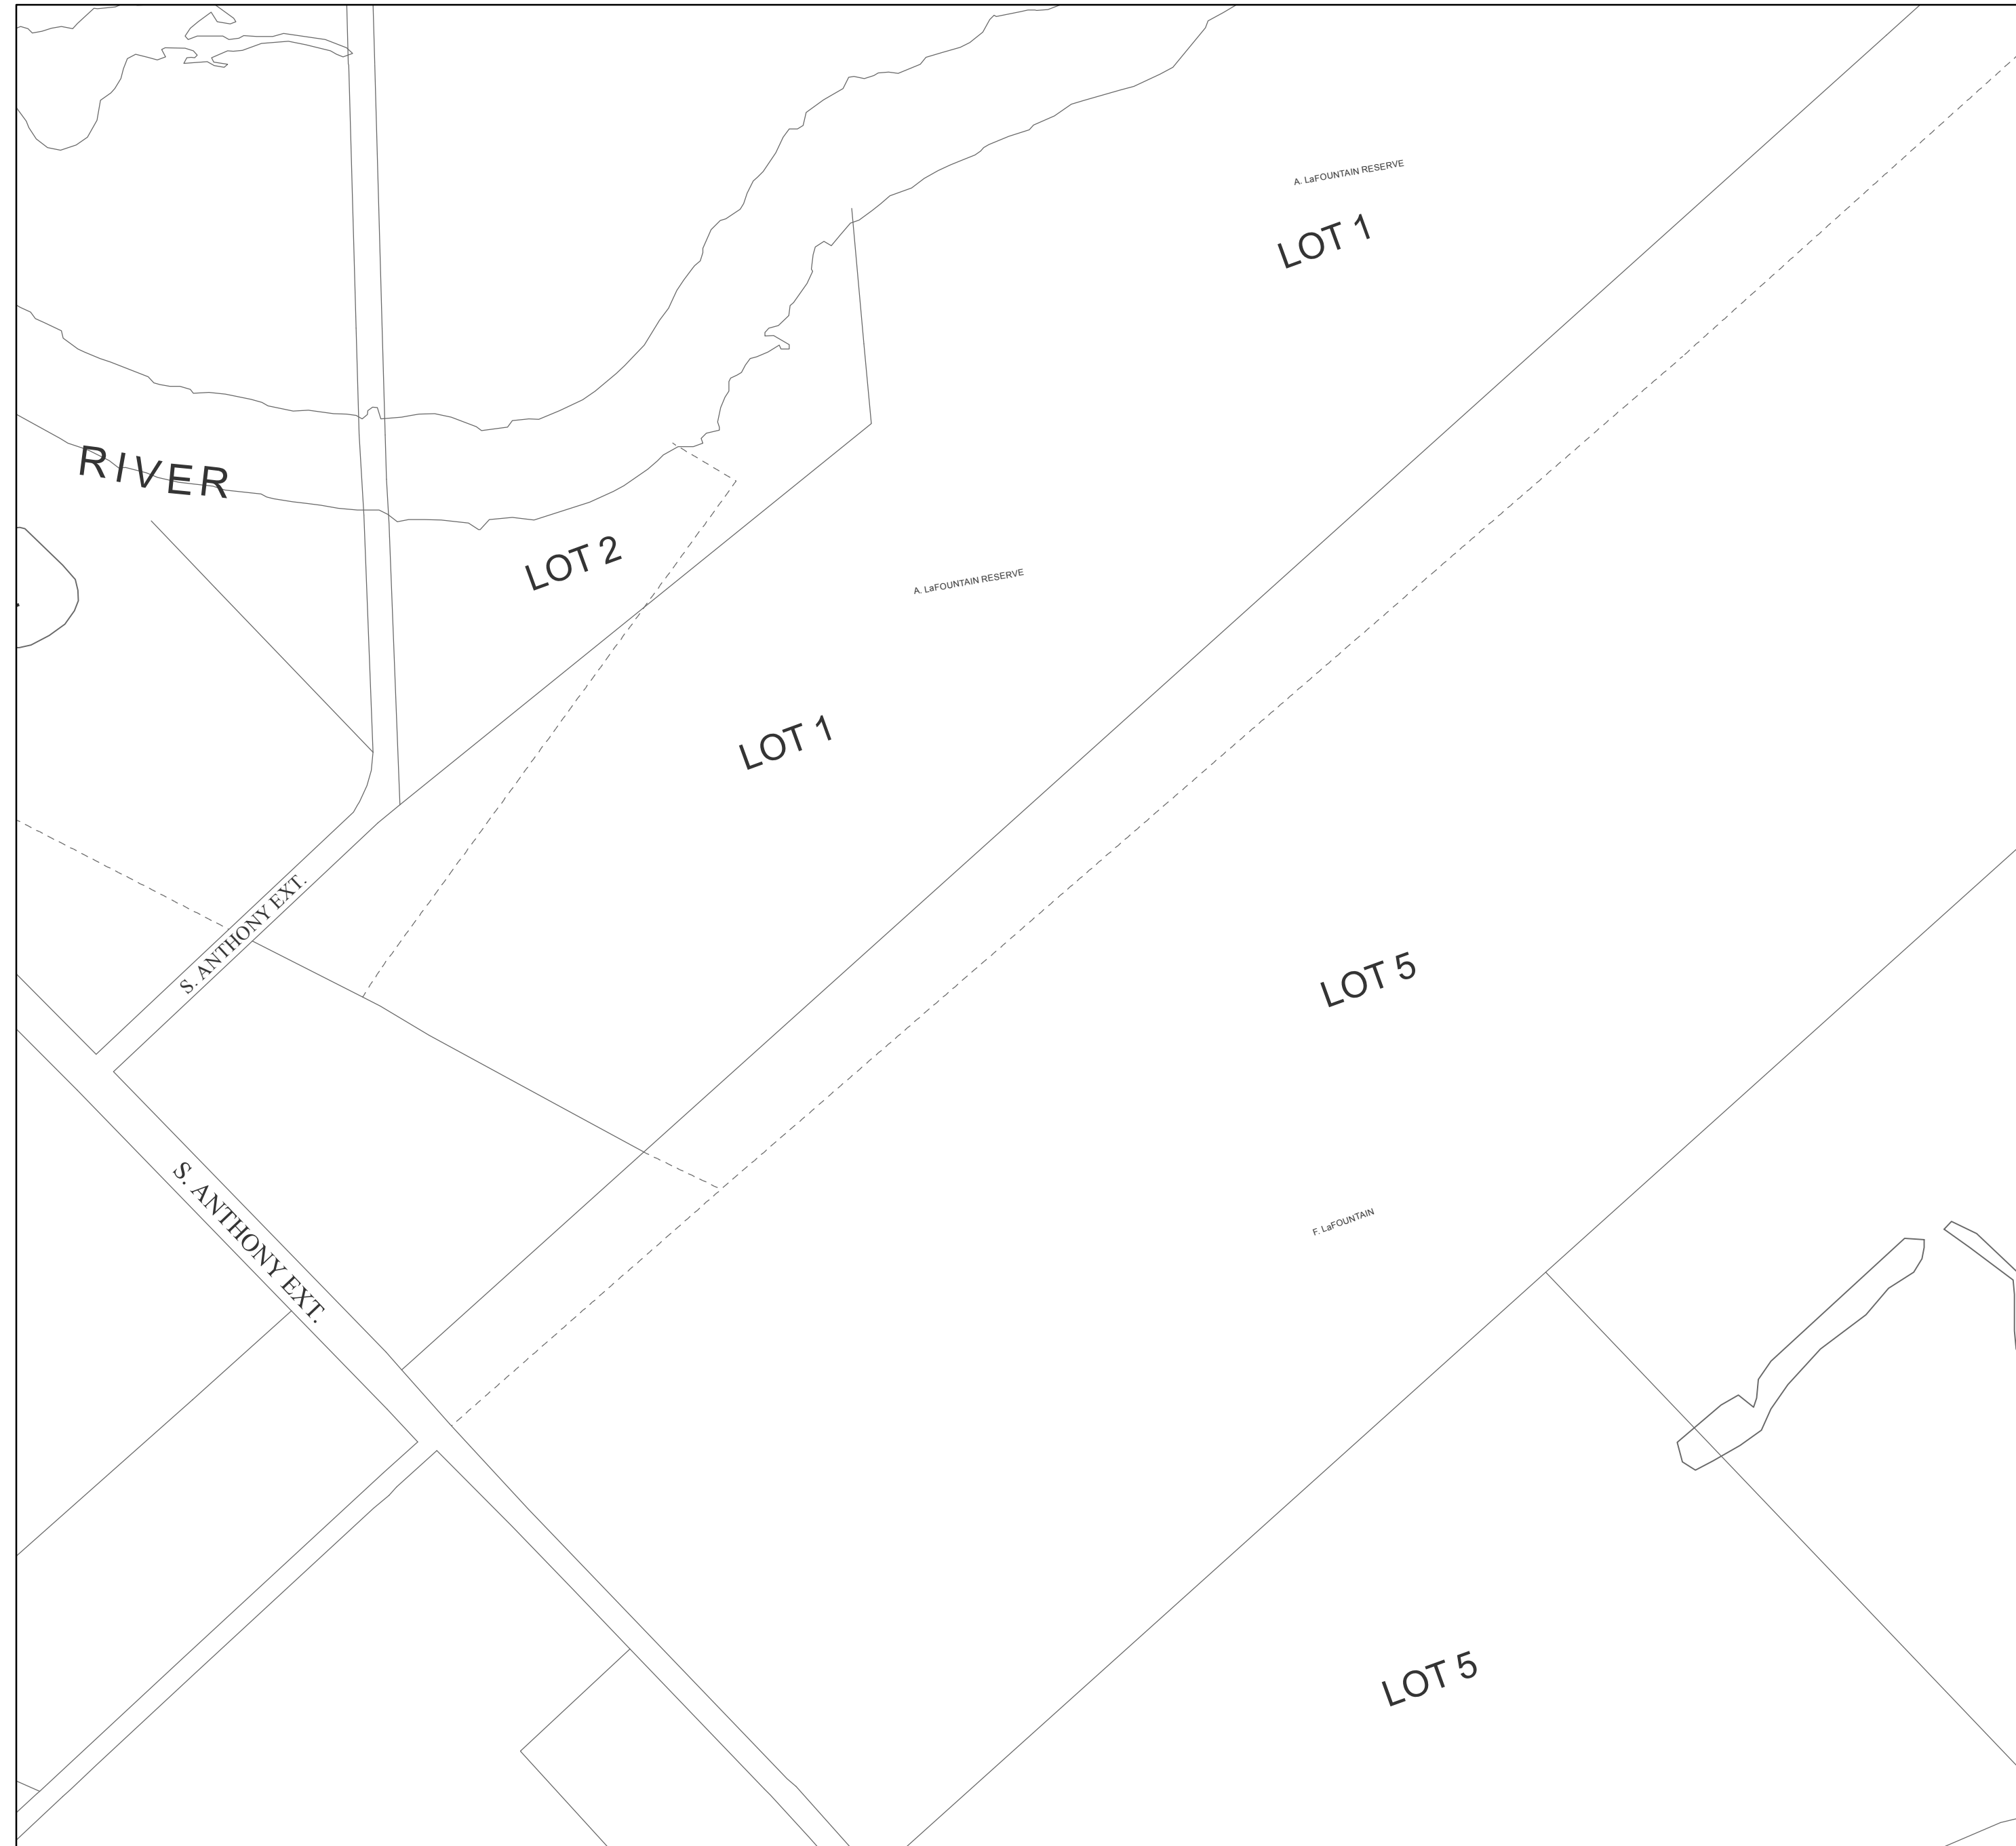 A. LaFOUNTAIN RESERVE
LOT 1
RIVER
LOT 2
A. LaFOUNTAIN RESERVE
LOT 1
S. ANTHONY EXT.
LOT 5
S. ANTHONY EXT.
F. LaFOUNTAIN
LOT 5